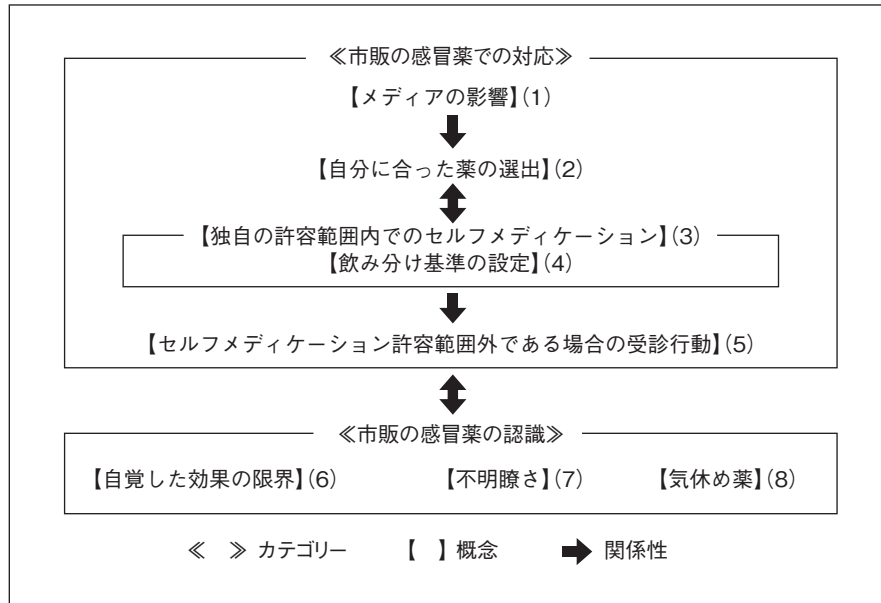 ≪市販の感冒薬での対応≫
【メディアの影響】(1)
【自分に合った薬の選出】(2)
【独自の許容範囲内でのセルフメディケーション】(3)
【飲み分け基準の設定】(4)
【セルフメディケーション許容範囲外である場合の受診行動】(5)
≪市販の感冒薬の認識≫
【自覚した効果の限界】(6) 【不明瞭さ】(7) 【気休め薬】(8)
≪ ≫ カテゴリー 【 】概念 関係性